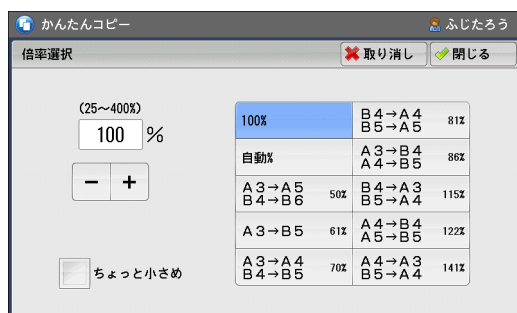 かんたんコピー
ふじたろう
倍率選択
取り消し
閉じる
(25～400%)
100 %
− +
ちょっと小さめ
100%
自動%
A3→A5
B4→B6
50%
A3→B5 61%
A3→A4
B4→B5
70%
B4→A4
B5→A5
81%
A3→B4
A4→B5
86%
B4→A3
B5→A4
115%
A4→B4
A5→B5
122%
A4→A3
B5→A4
141%